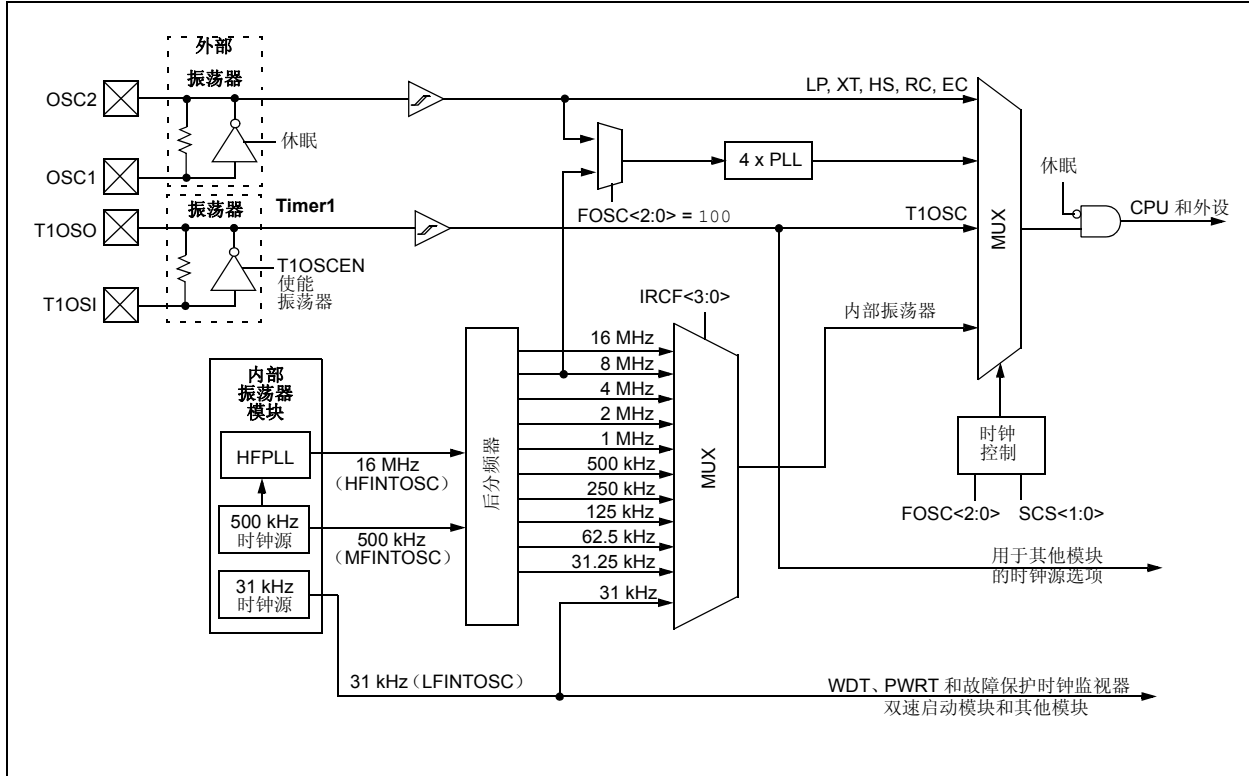 外部
振荡器
OSC2
休眠
OSC1
LP, XT, HS, RC, EC
4 x PLL
FOSC<2:0> = 100
振荡器
Timer1
T1OSO
T1OSCEN
使能
振荡器
T1OSI
T1OSC
MUX
休眠
CPU 和外设
IRCF<3:0>
内部振荡器
内部
振荡器
模块
HFPLL
500 kHz
时钟源
31 kHz
时钟源
16 MHz
（HFINTOSC）
500 kHz
（MFINTOSC）
后分频器
16 MHz
8 MHz
4 MHz
2 MHz
1 MHz
500 kHz
250 kHz
125 kHz
62.5 kHz
31.25 kHz
31 kHz
MUX
时钟
控制
FOSC<2:0>
SCS<1:0>
用于其他模块
的时钟源选项
31 kHz（LFINTOSC）
WDT、PWRT 和故障保护时钟监视器
双速启动模块和其他模块